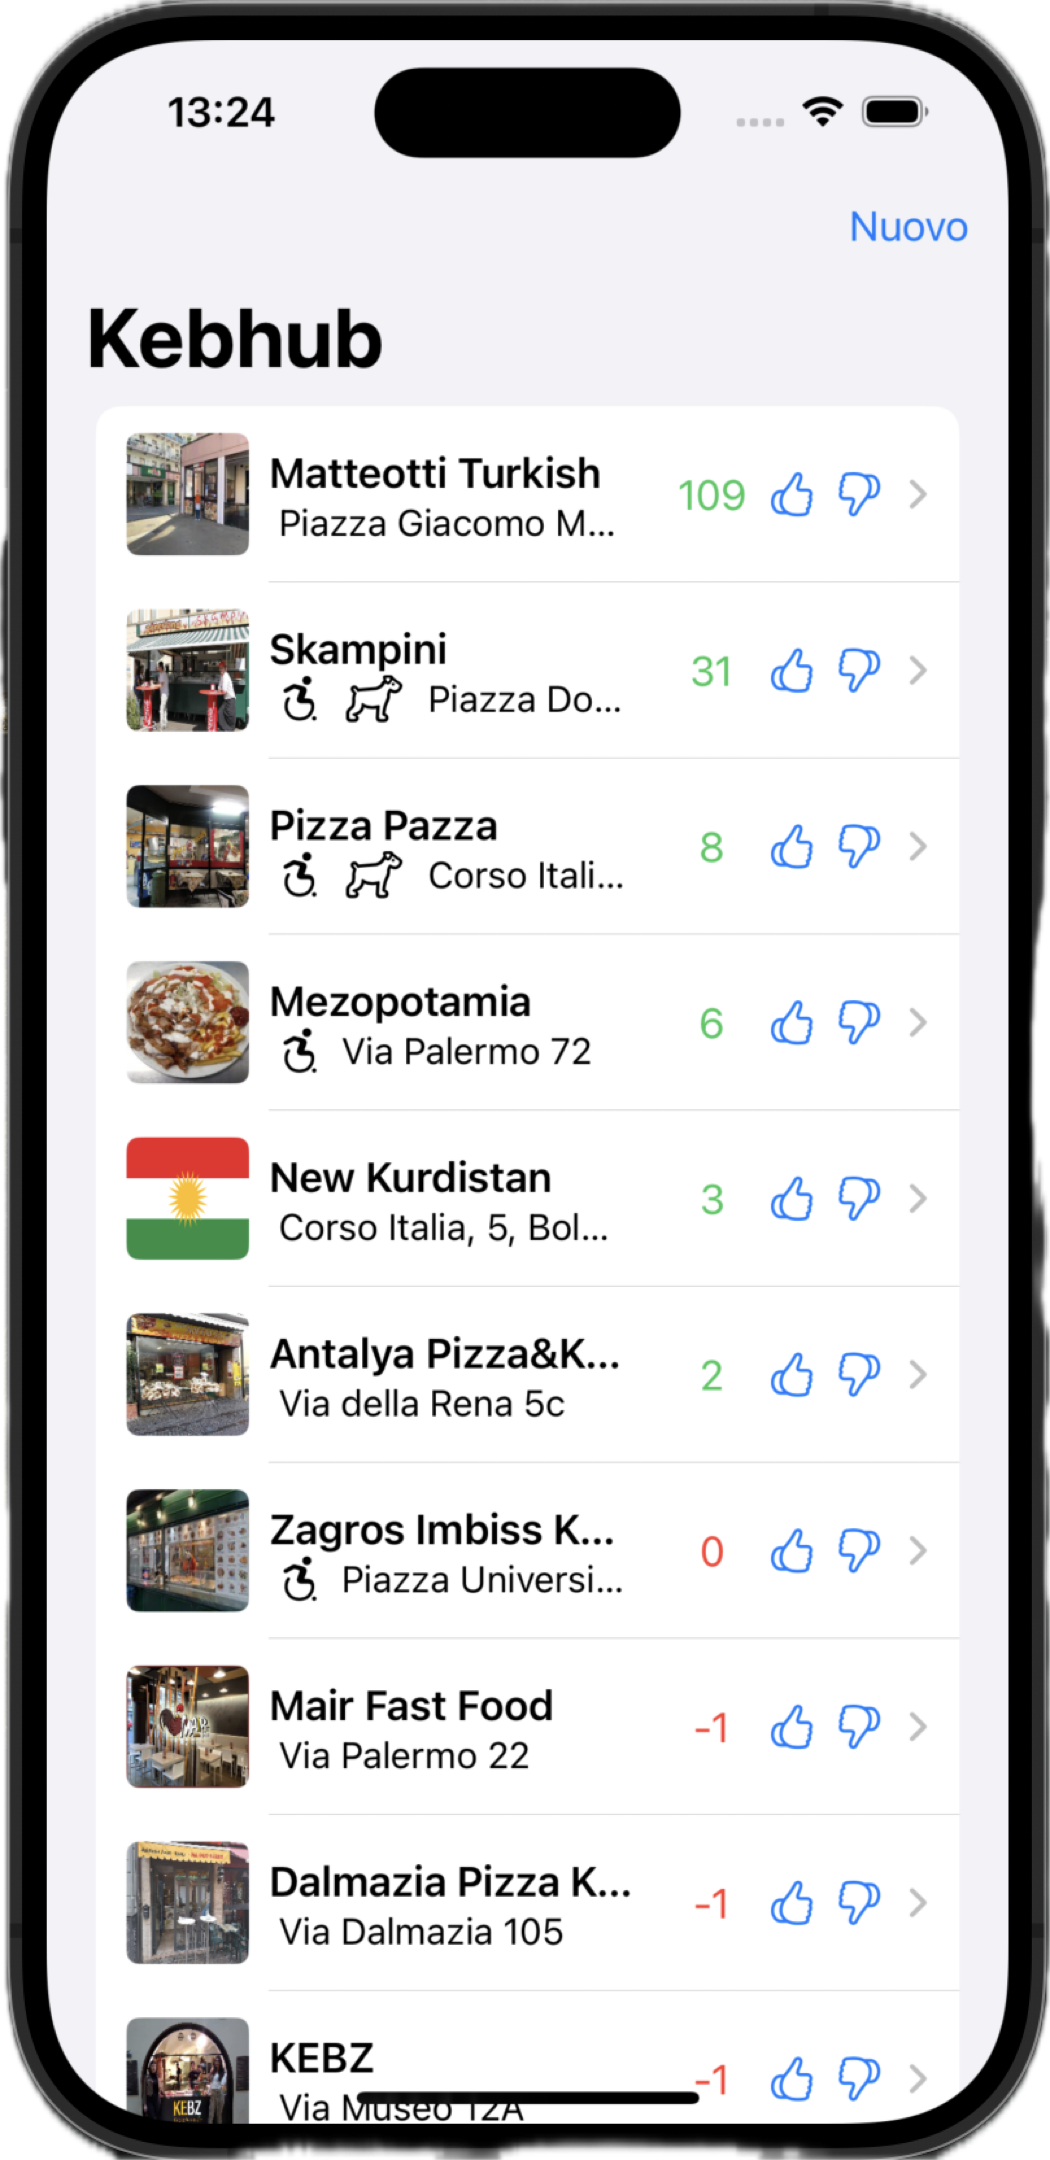 13:24
Nuovo
Kebhub
Matteotti Turkish
109
Piazza Giacomo M...
Skampini
31
Piazza Do...
Pizza Pazza
8
Corso Itali...
Mezopotamia
6
Via Palermo 72
New Kurdistan
3
Corso Italia, 5, Bol...
Antalya Pizza&K...
2
Via della Rena 5c
Zagros Imbiss K...
0
Piazza Universi...
Mair Fast Food
-1
Via Palermo 22
Dalmazia Pizza K...
-1
Via Dalmazia 105
KEBZ
KEBZ
-1
Via Museo 12A